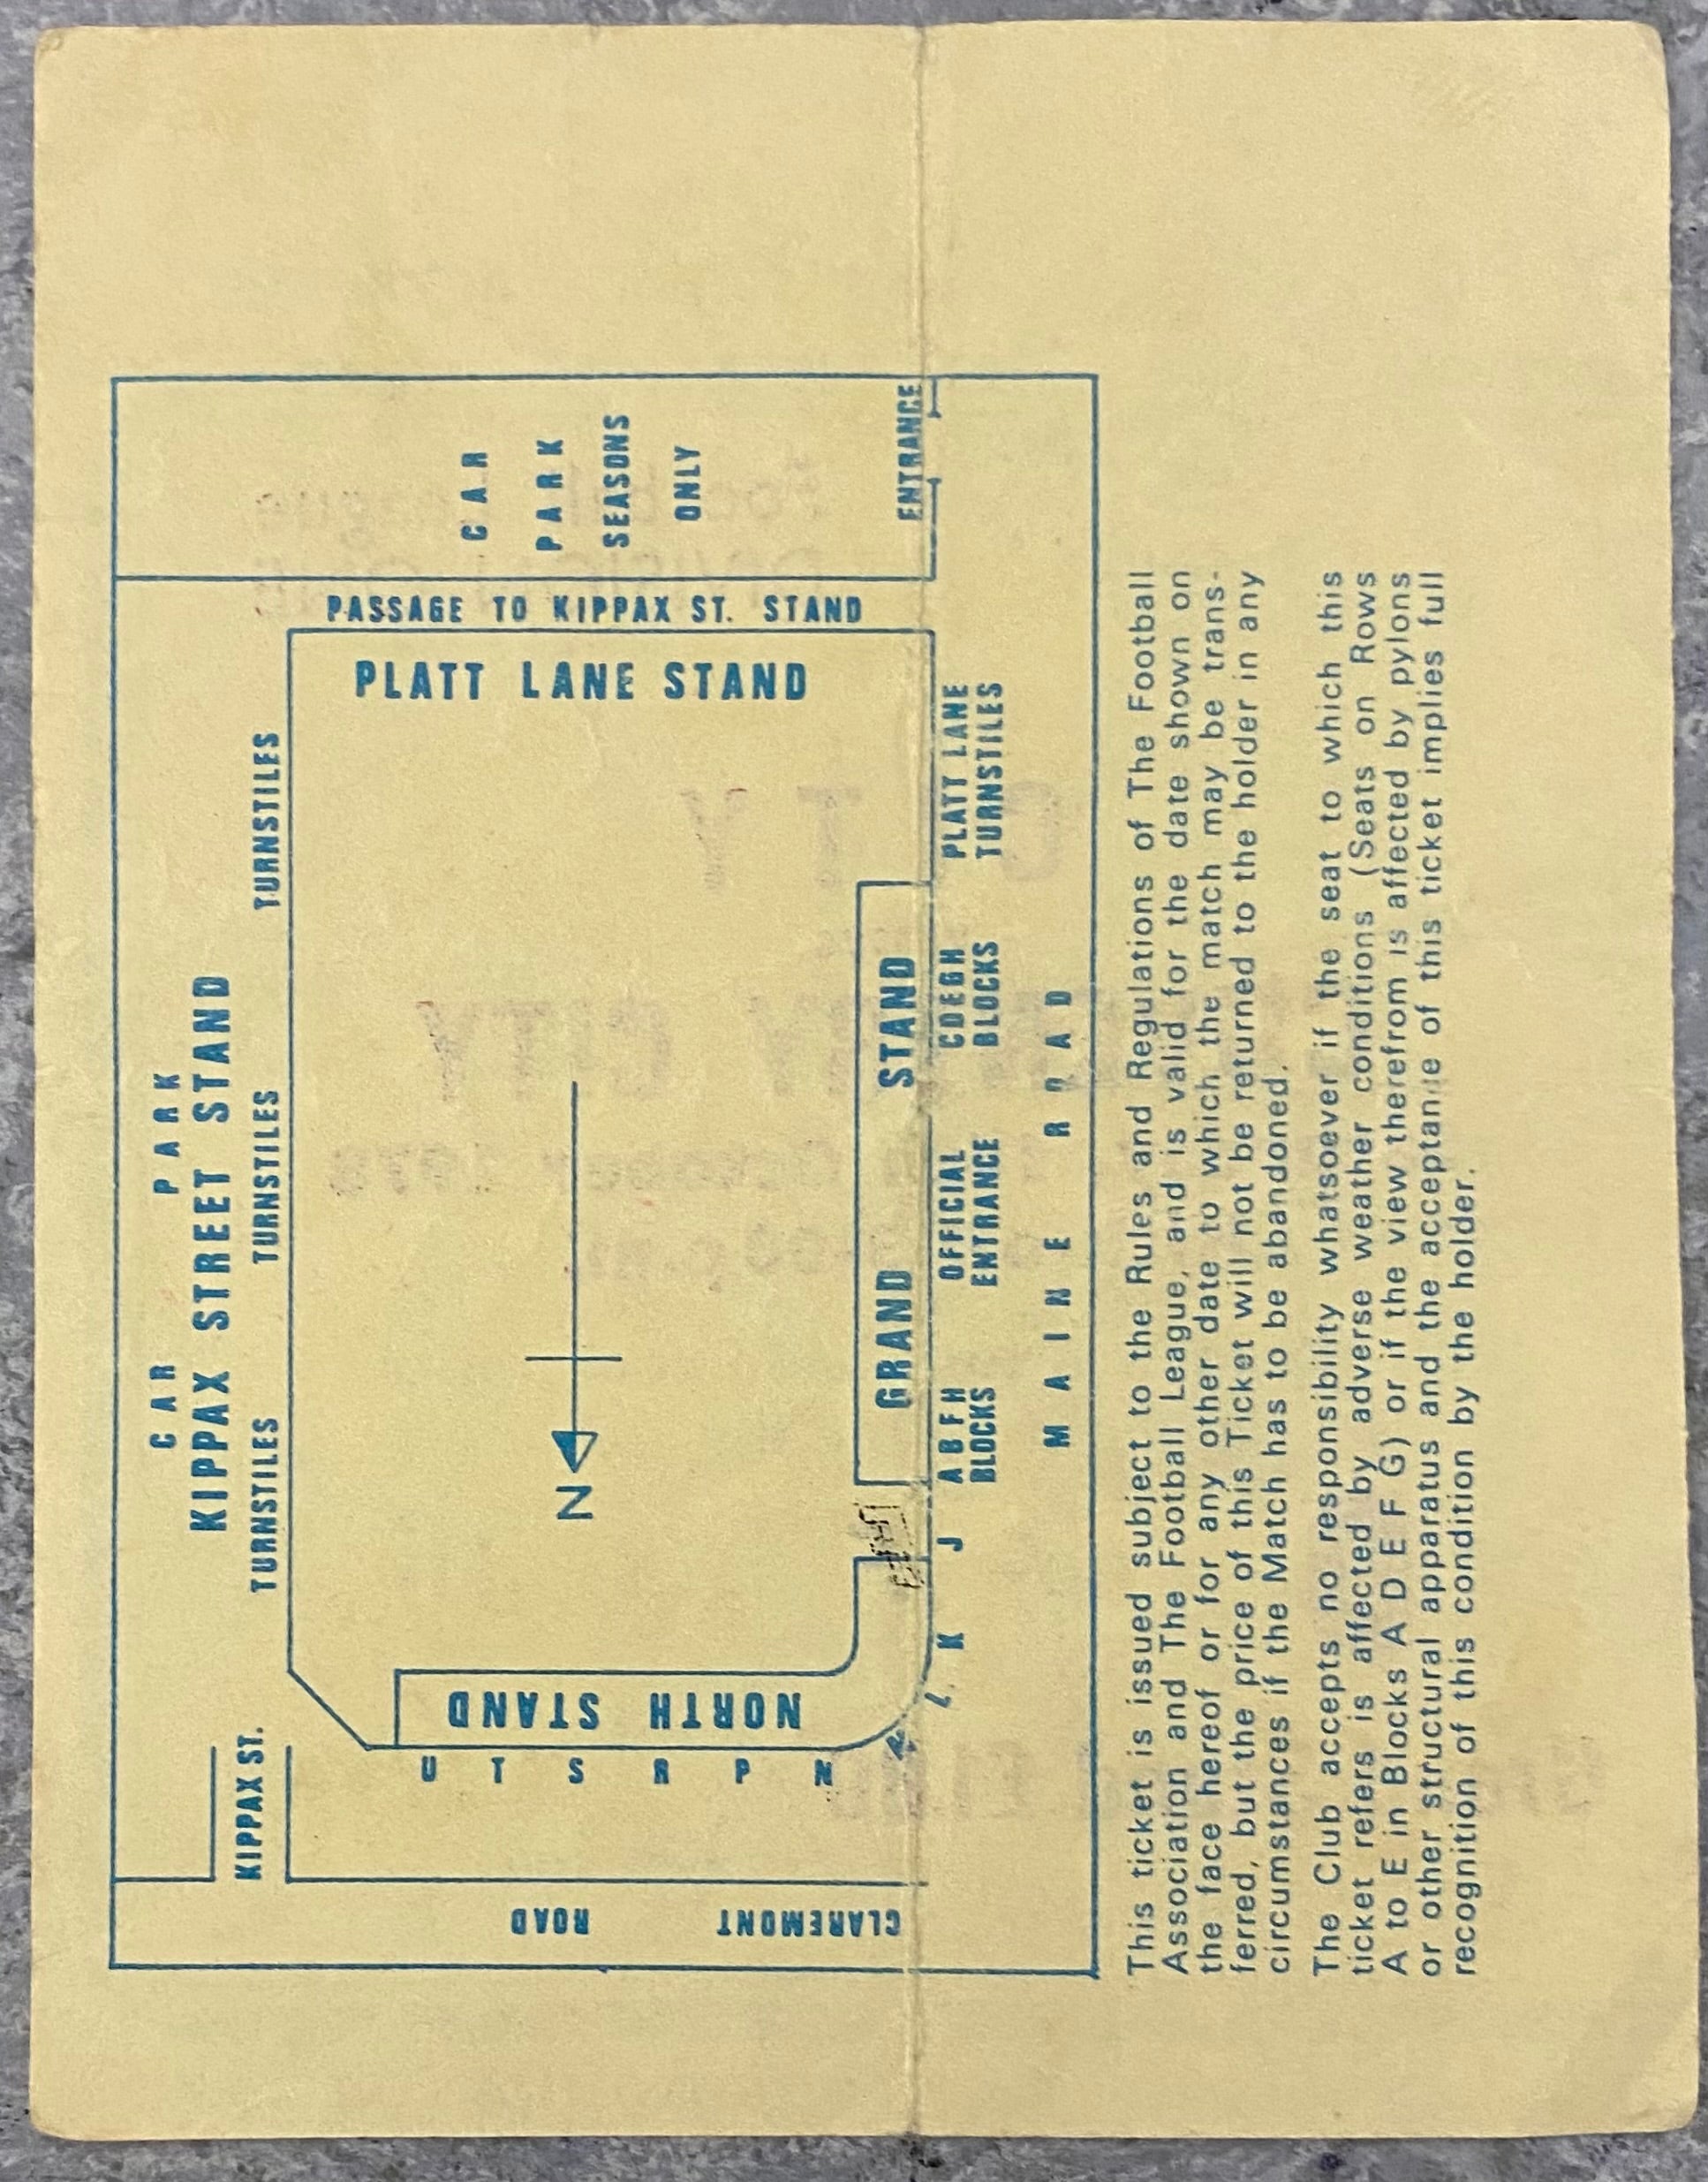 CAR PARK
KIPPAX STREET STAND
TURNSTILES TURNSTILES TURNSTILES
KIPPAX ST.
CLAREMONT ROAD
NORTH STAND
U
T
S
R
P
N
L K J
N
PLATT LANE STAND
PASSAGE TO KIPPAX ST. STAND
CAR
PARK
SEASONS
ONLY
ENTRANCE
GRAND STAND
A B F H
BLOCKS
OFFICIAL
ENTRANCE
CDEGH
BLOCKS
PLATT LANE
TURNSTILES
MAINE ROAD
This ticket is issued subject to the Rules and Regulations of The Football
Association and The Football League, and is valid for the date shown on
the face hereof or for any other date to which the match may be trans-
ferred, but the price of this Ticket will not be returned to the holder in any
circumstances if the Match has to be abandoned.
The Club accepts no responsibility whatsoever if the seat to which this
ticket refers is affected by adverse weather conditions (Seats on Rows
A to E in Blocks A D E F G) or if the view therefrom is affected by pylons
or other structural apparatus and the acceptance of this ticket implies full
recognition of this condition by the holder.